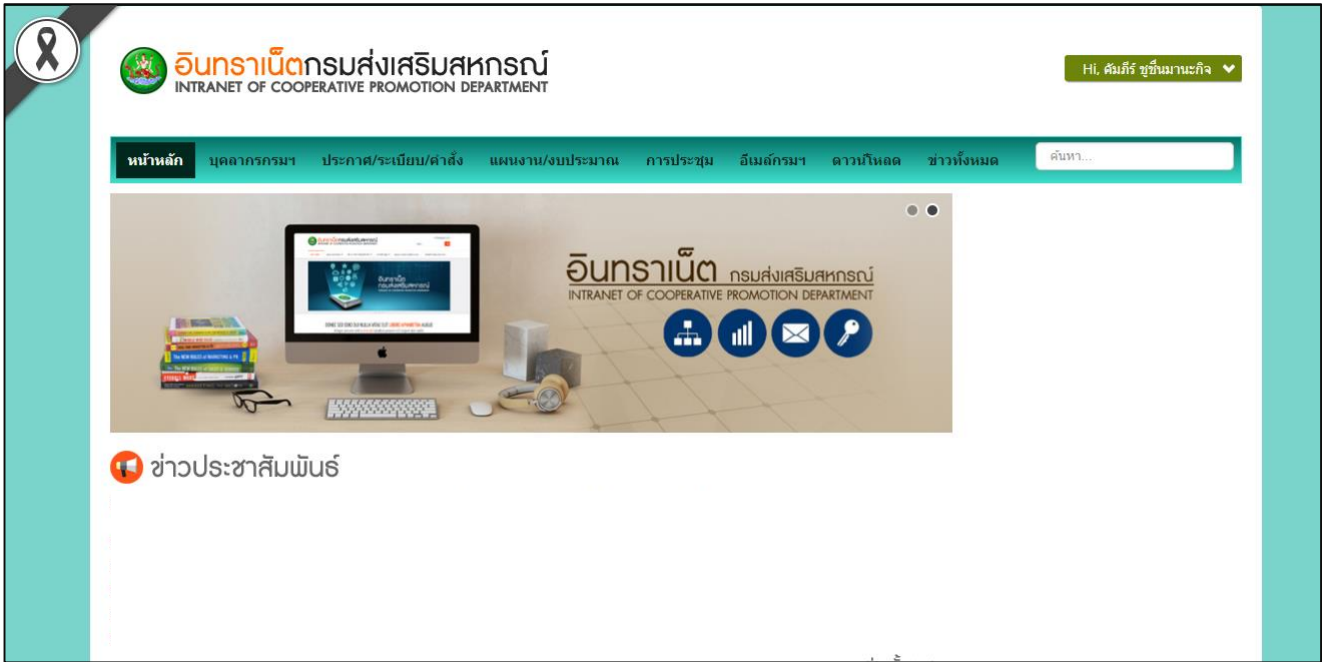 อินทราเน็ตกรมส่งเสริมสหกรณ์
INTRANET OF COOPERATIVE PROMOTION DEPARTMENT
Hi, คัมภีร์ ชูชื่นมานะกิจ
หน้าหลัก บุคลากรกรมฯ ประกาศ/ระเบียบ/คำสั่ง แผนงาน/งบประมาณ การประชุม อีเมล์กรมฯ ดาวน์โหลด ข่าวทั้งหมด ค้นหา...
อินทราเน็ต กรมส่งเสริมสหกรณ์
INTRANET OF COOPERATIVE PROMOTION DEPARTMENT
The NEW RULES of MARKETING & PR
ข่าวประชาสัมพันธ์